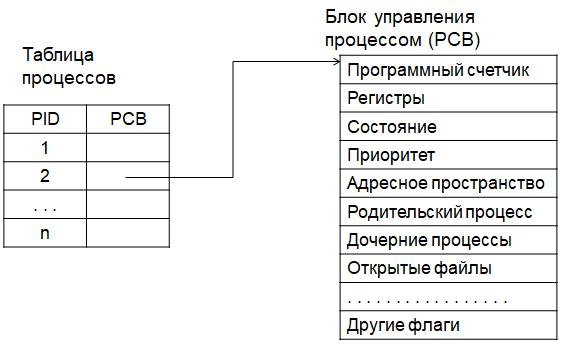 Блок управления
процессом (PCB)
Таблица
процессов
PID PCB
1
2
. . .
n
Программный счетчик
Регистры
Состояние
Приоритет
Адресное пространство
Родительский процесс
Дочерние процессы
Открытые файлы
. . . . . . . . . . . . . . . . .
Другие флаги